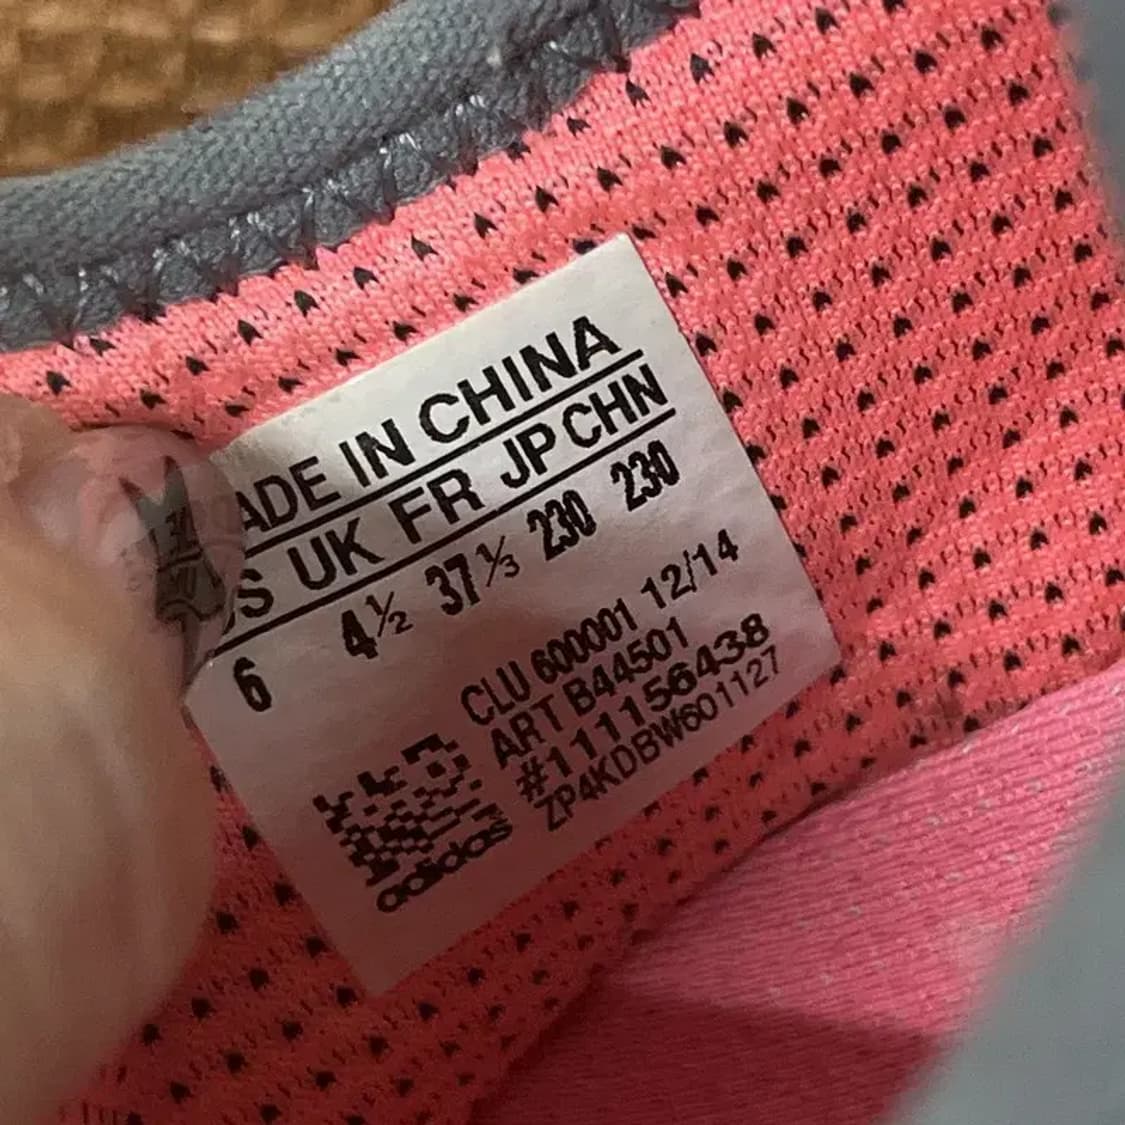 ADE IN CHINA
US UK FR JP CHN
6 4½ 37⅓ 230 230
CLU 600001 12/14
ART B44501
#111156438
ZP4KDBW601127
adidas